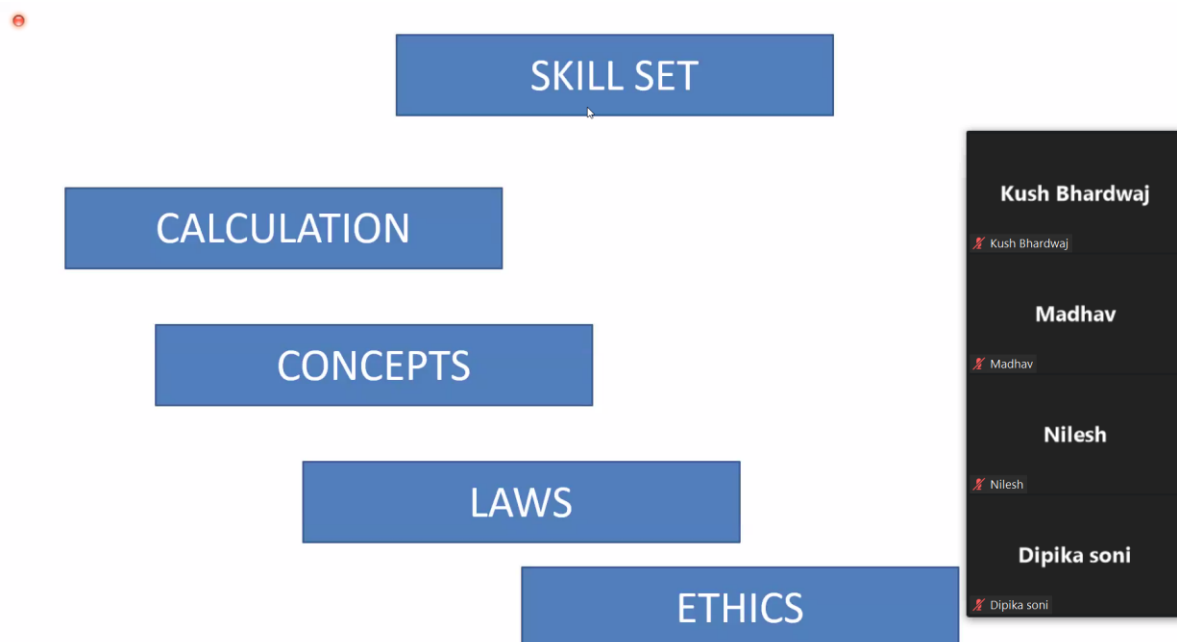 SKILL SET
CALCULATION
CONCEPTS
LAWS
ETHICS
Kush Bhardwaj
Kush Bhardwaj
Madhav
Madhav
Nilesh
Nilesh
Dipika soni
Dipika soni